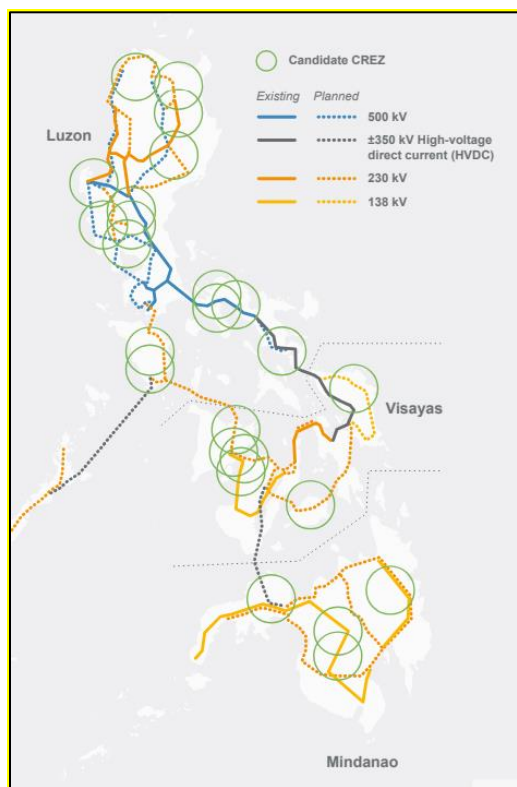 Candidate CREZ
Existing Planned
500 kV
±350 kV High-voltage
direct current (HVDC)
230 kV
138 kV
Luzon
Visayas
Mindanao